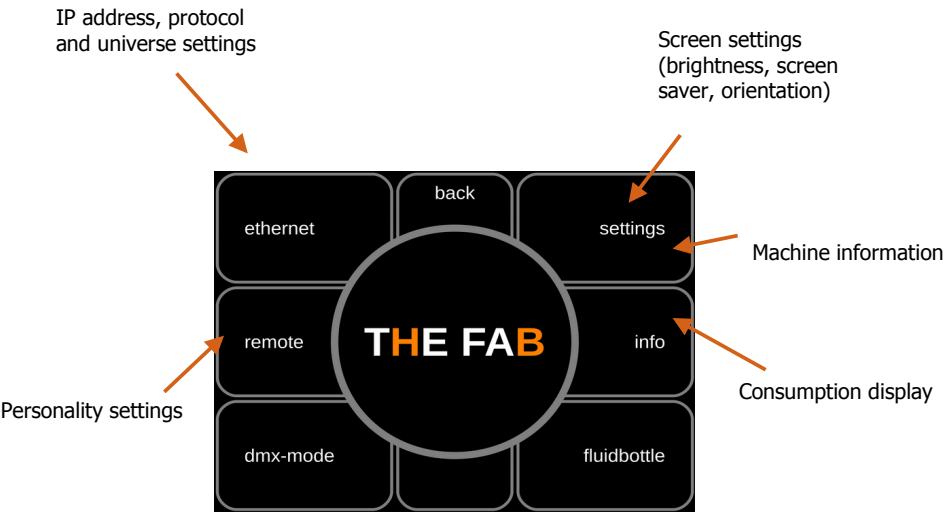 IP address, protocol
and universe settings
Screen settings
(brightness, screen
saver, orientation)
back
ethernet
settings
Machine information
remote
THE FAB
info
Consumption display
Personality settings
dmx-mode
fluidbottle